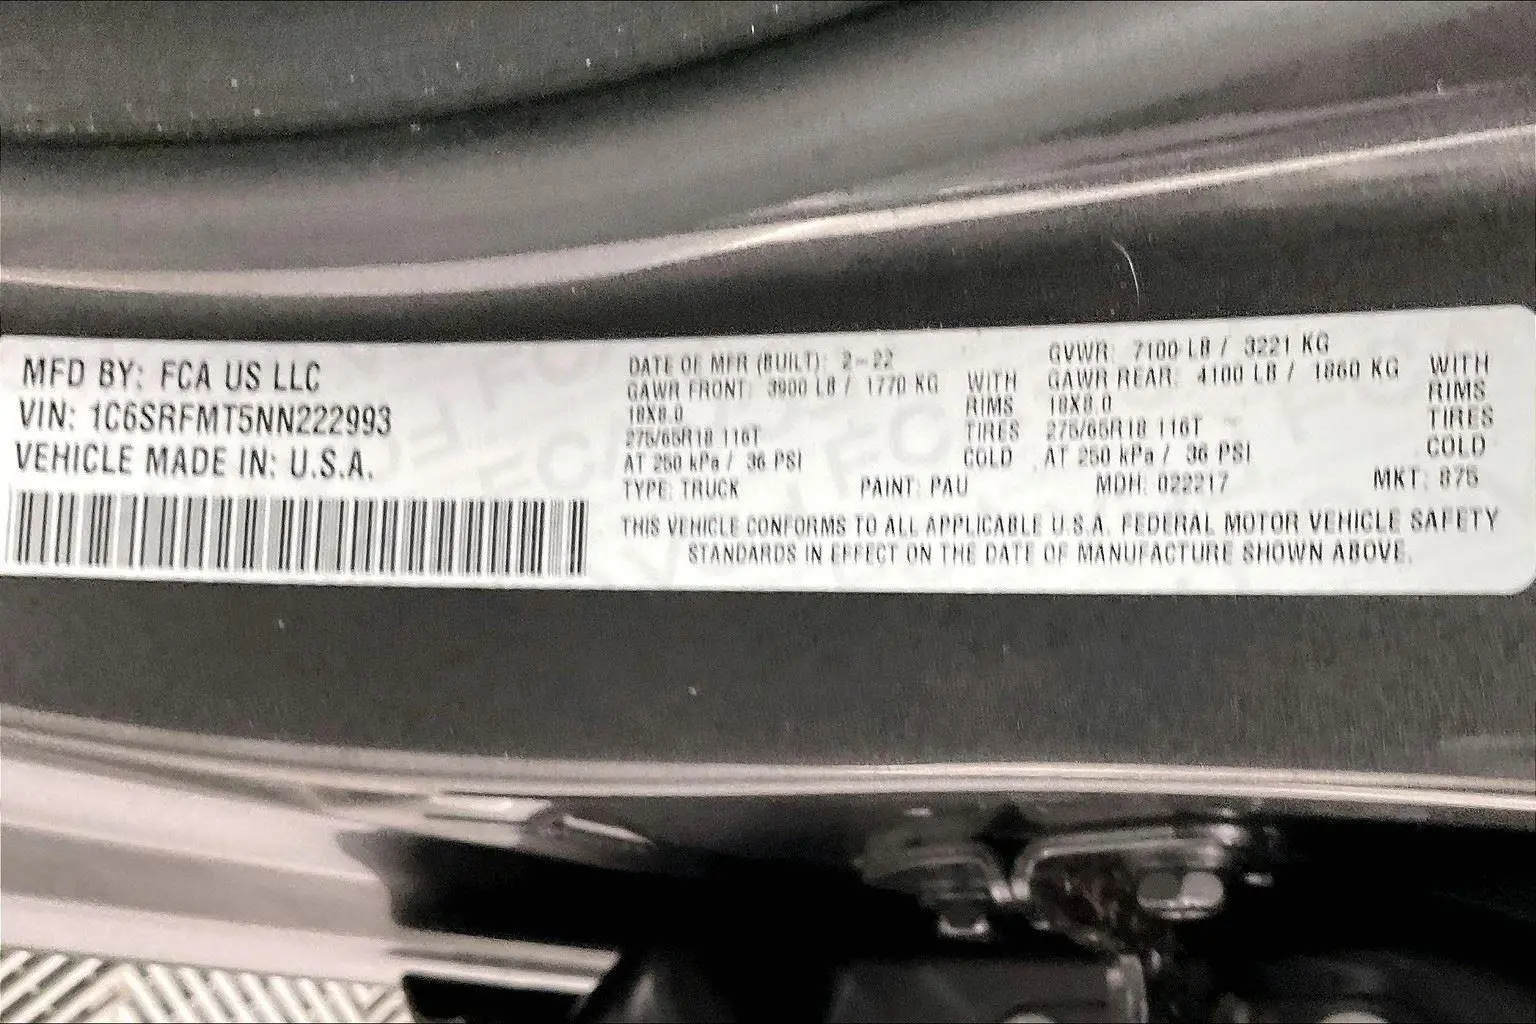 MFD BY: FCA US LLC
VIN: 1C6SRFMT5NN222993
VEHICLE MADE IN: U.S.A.
DATE OF MFR (BUILT): 2-22
GAWR FRONT: 3900 LB / 1770 KG WITH
18X8.0 RIMS
275/65R18 116T TIRES
AT 250 kPa / 36 PSI COLD
GVWR: 7100 LB / 3221 KG
GAWR REAR: 4100 LB / 1860 KG WITH
18X8.0 RIMS
275/65R18 116T TIRES
AT 250 kPa / 36 PSI COLD
TYPE: TRUCK PAINT: PAU MDH: 022217 MKT: 875
THIS VEHICLE CONFORMS TO ALL APPLICABLE U.S.A. FEDERAL MOTOR VEHICLE SAFETY
STANDARDS IN EFFECT ON THE DATE OF MANUFACTURE SHOWN ABOVE.